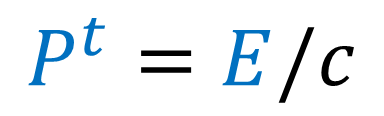 P^t = E/c